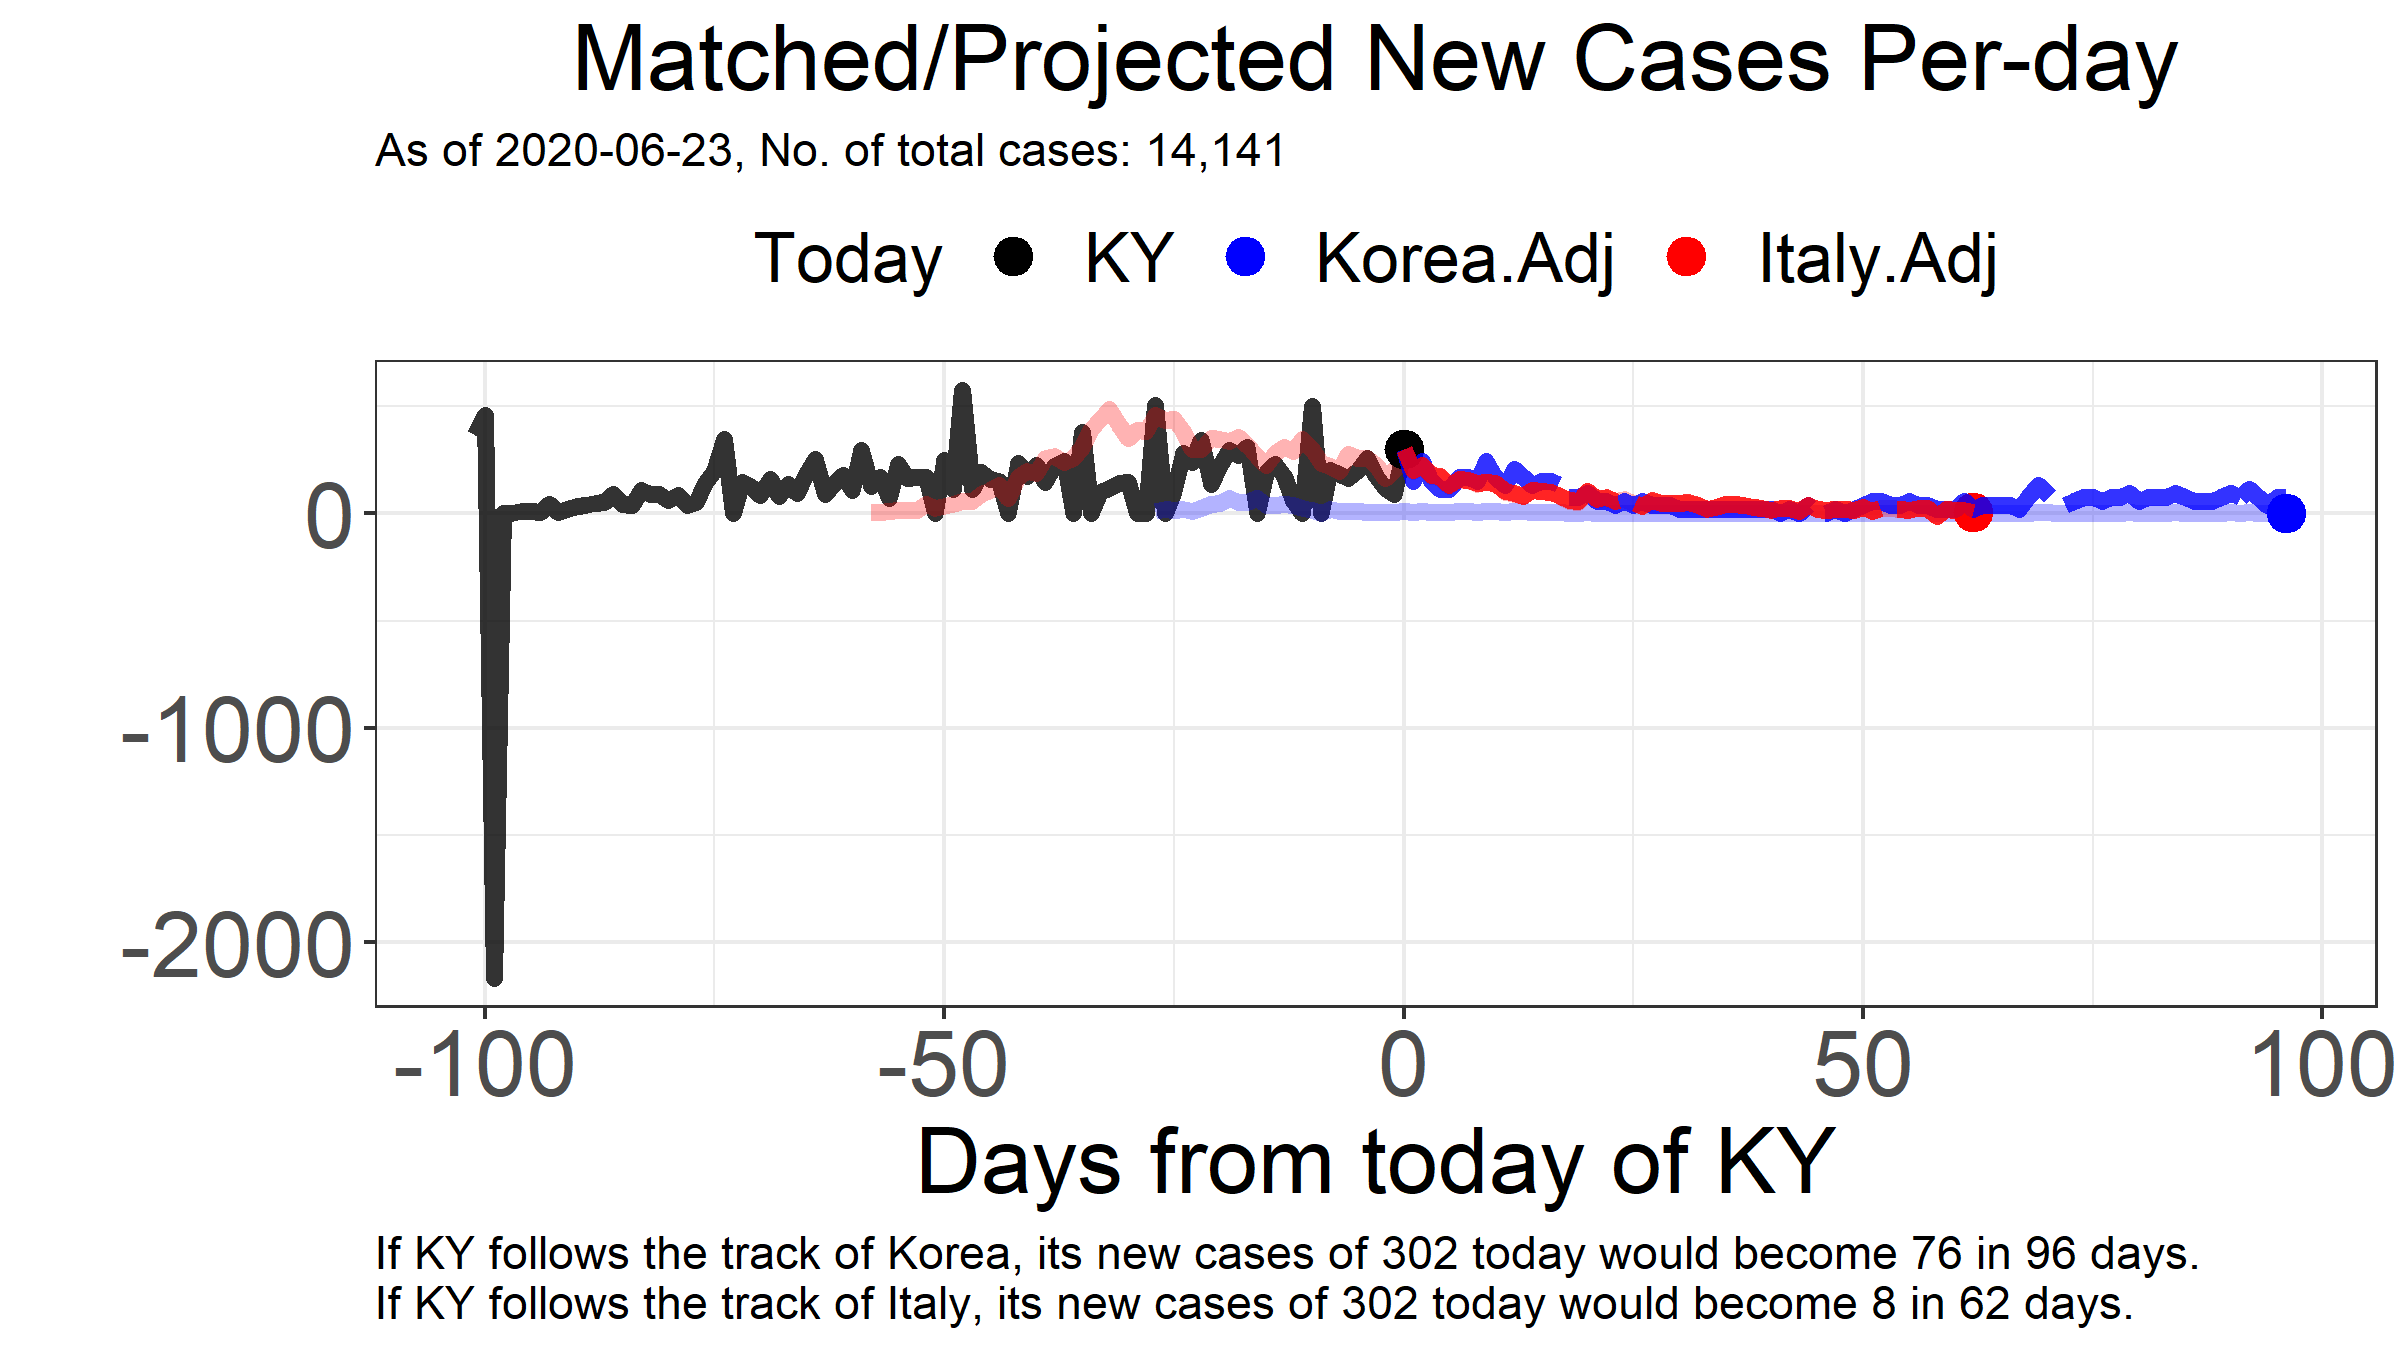 Matched/Projected New Cases Per-day
As of 2020-06-23, No. of total cases: 14,141
Today KY Korea.Adj Italy.Adj
0
-1000
-2000
-100 -50 0 50 100
Days from today of KY
If KY follows the track of Korea, its new cases of 302 today would become 76 in 96 days.
If KY follows the track of Italy, its new cases of 302 today would become 8 in 62 days.